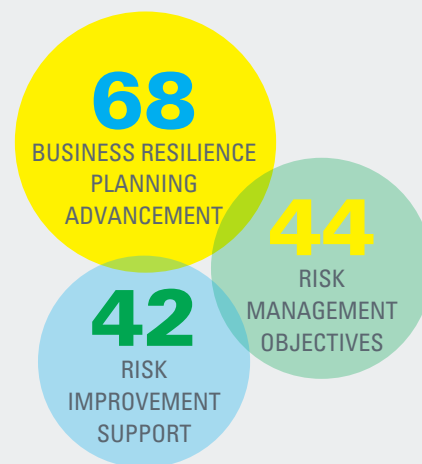 68
BUSINESS RESILIENCE
PLANNING
ADVANCEMENT
44
RISK
MANAGEMENT
OBJECTIVES
42
RISK
IMPROVEMENT
SUPPORT